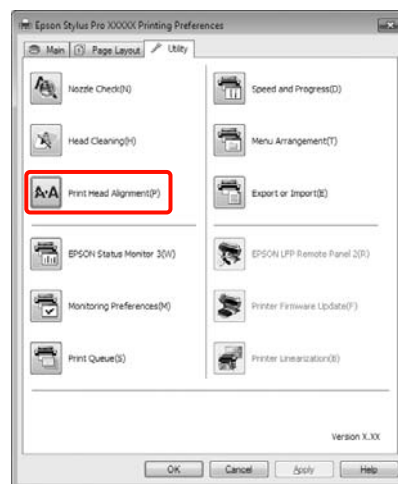 Epson Stylus Pro XXXXX Printing Preferences
Main Page Layout Utility
Nozzle Check(N)
Speed and Progress(D)
Head Cleaning(H)
Menu Arrangement(T)
A·A Print Head Alignment(P)
Export or Import(E)
EPSON Status Monitor 3(W)
EPSON LFP Remote Panel 2(R)
Monitoring Preferences(M)
Printer Firmware Update(F)
Print Queue(S)
Printer Linearization(B)
Version X.XX
OK Cancel Apply Help